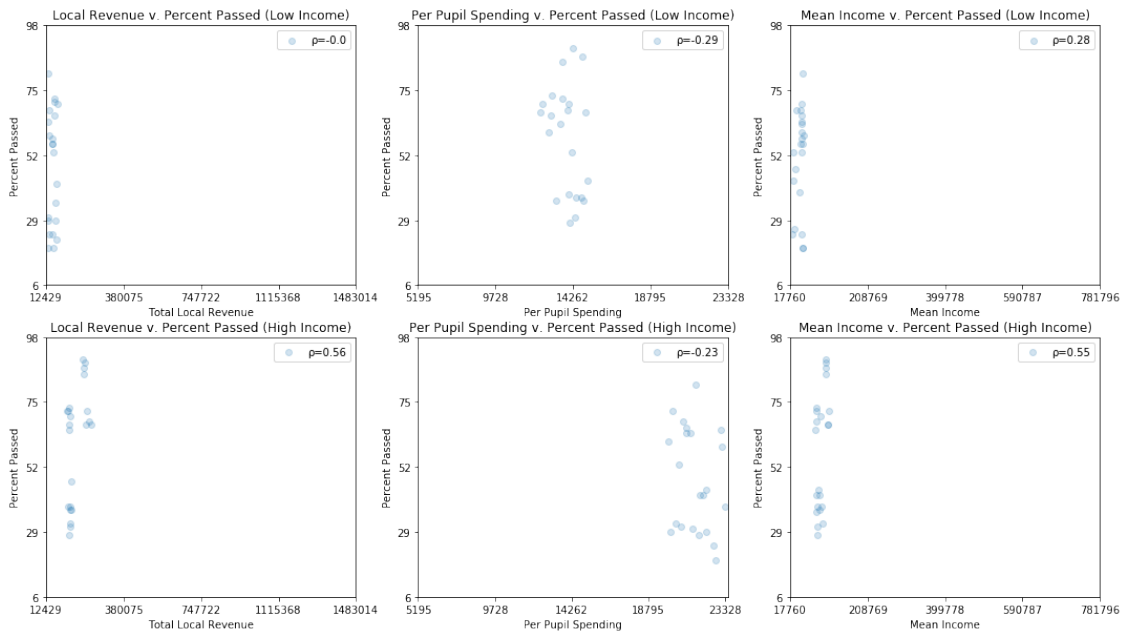 Local Revenue v. Percent Passed (Low Income)
98
75
52
29
6
Percent Passed
ρ=-0.0
12429
380075
747722
1115368
1483014
Total Local Revenue
Per Pupil Spending v. Percent Passed (Low Income)
98
75
52
29
6
Percent Passed
ρ=-0.29
5195
9728
14262
18795
23328
Per Pupil Spending
Mean Income v. Percent Passed (Low Income)
98
75
52
29
6
Percent Passed
ρ=0.28
17760
208769
399778
590787
781796
Mean Income
Local Revenue v. Percent Passed (High Income)
98
75
52
29
6
Percent Passed
ρ=0.56
12429
380075
747722
1115368
1483014
Total Local Revenue
Per Pupil Spending v. Percent Passed (High Income)
98
75
52
29
6
Percent Passed
ρ=-0.23
5195
9728
14262
18795
23328
Per Pupil Spending
Mean Income v. Percent Passed (High Income)
98
75
52
29
6
Percent Passed
ρ=0.55
17760
208769
399778
590787
781796
Mean Income